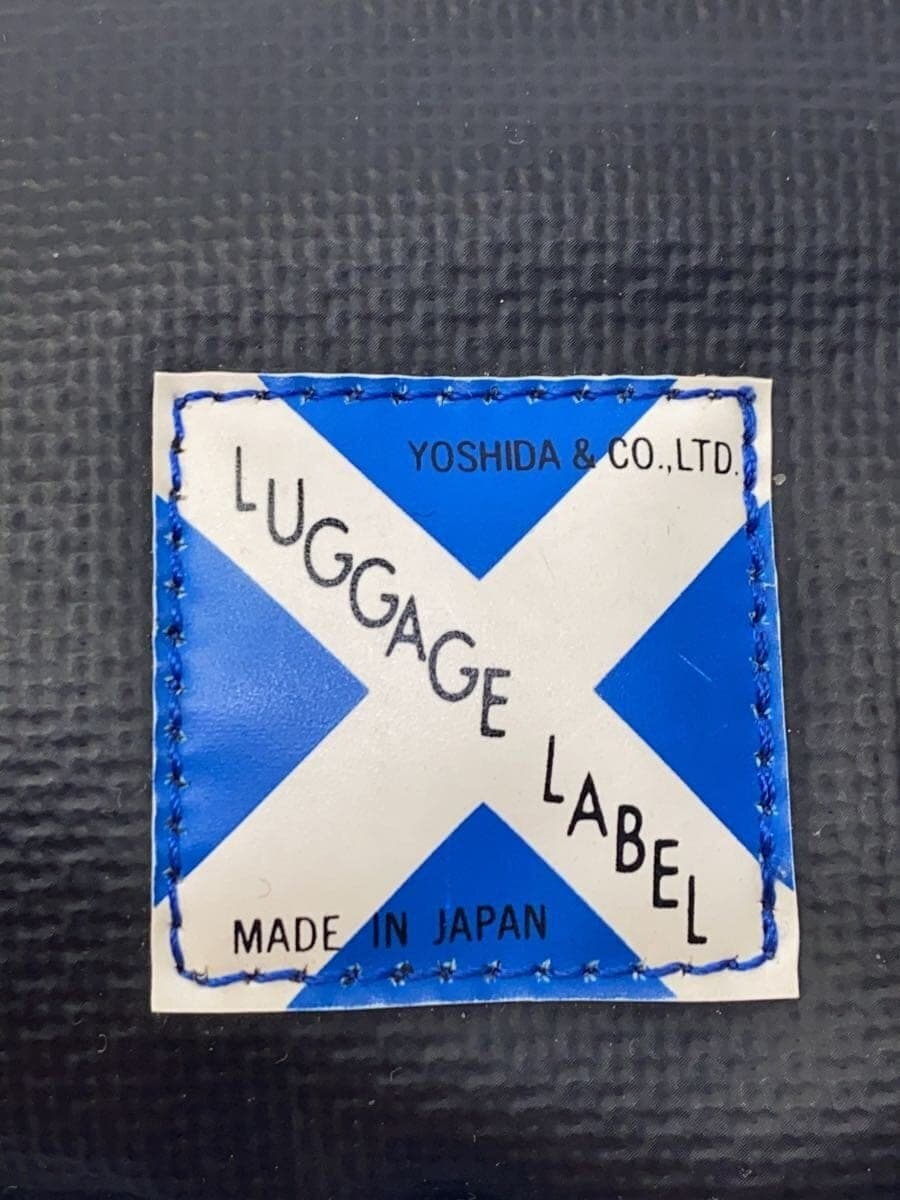 YOSHIDA & CO.,LTD.
LUGGAGE LABEL
MADE IN JAPAN